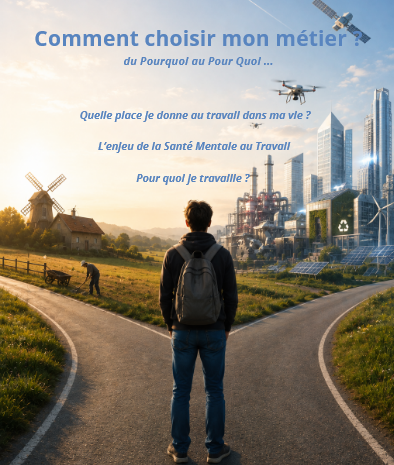 Comment choisir mon métier ?
du Pourquoi au Pour Quoi ...
Quelle place je donne au travail dans ma vie ?
L'enjeu de la Santé Mentale au Travail
Pour quoi je travaille ?